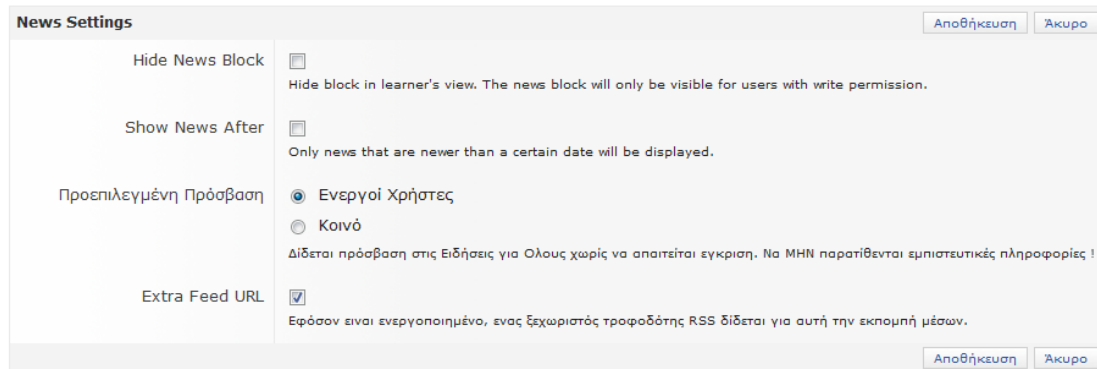 News Settings Αποθήκευση Άκυρο
Hide News Block
Hide block in learner's view. The news block will only be visible for users with write permission.
Show News After
Only news that are newer than a certain date will be displayed.
Προεπιλεγμένη Πρόσβαση Ενεργοί Χρήστες
Κοινό
Δίδεται πρόσβαση στις Ειδήσεις για Ολους χωρίς να απαιτείται εγκριση. Να ΜΗΝ παρατίθενται εμπιστευτικές πληροφορίες !
Extra Feed URL
Εφόσον ειναι ενεργοποιημένο, ενας ξεχωριστός τροφοδότης RSS δίδεται για αυτή την εκπομπή μέσων.
Αποθήκευση Άκυρο